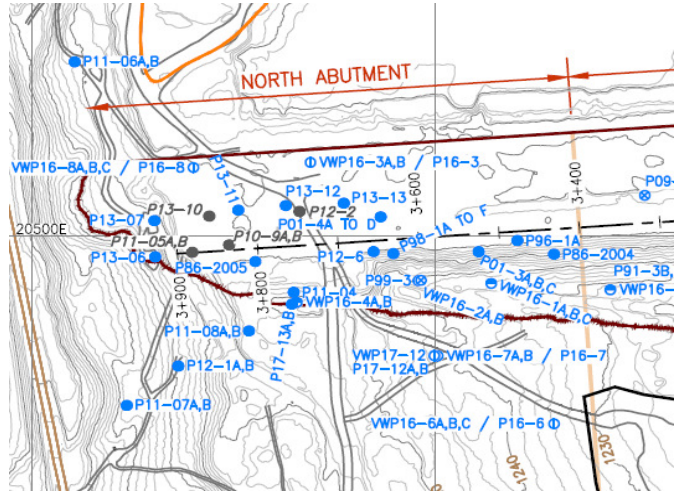 P11-06A,B
NORTH ABUTMENT
VWP16-8A,B,C / P16-8
VWP16-3A,B / P16-3
P13-11
P13-12
P13-13
3+600
3+400
P09-
P13-10
P12-2
P13-07
P01-4A TO D
20500E
P11-05A,B
P10-9A,B
P98-1A TO F
P96-1A
P12-6
P86-2004
P13-06
P86-2005
P01-3A,B,C
P91-3B,
P99-3
VWP16-1A,B,C
VWP16-
VWP16-2A,B
3+900
3+800
P11-04
VWP16-4A,B
P11-08A,B
P17-13A,B
VWP17-12
VWP16-7A,B / P16-7
P12-1A,B
P17-12A,B
P11-07A,B
VWP16-6A,B,C / P16-6
1240
1230